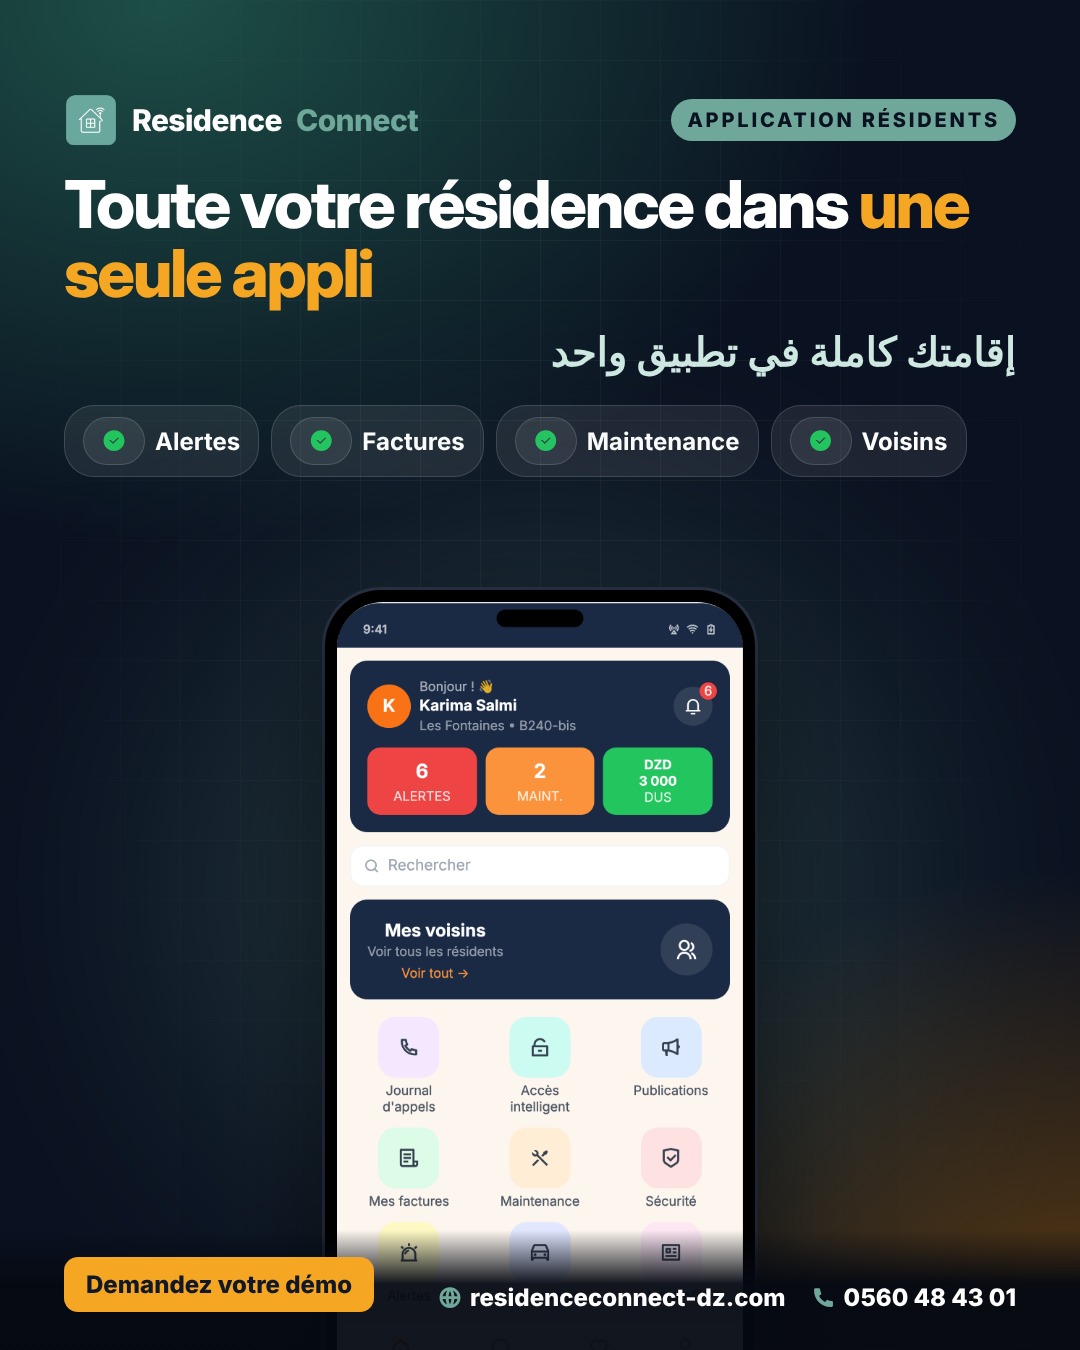 Residence Connect
APPLICATION RÉSIDENTS
Toute votre résidence dans une
seule appli
إقامتك كاملة في تطبيق واحد
Alertes
Factures
Maintenance
Voisins
9:41
K
Bonjour ! 👋
Karima Salmi
Les Fontaines • B240-bis
6
6
ALERTES
2
MAINT.
DZD
3 000
DUS
Rechercher
Mes voisins
Voir tous les résidents
Voir tout →
Journal
d'appels
Accès
intelligent
Publications
Mes factures
Maintenance
Sécurité
Alertes
Demandez votre démo
residenceconnect-dz.com
0560 48 43 01